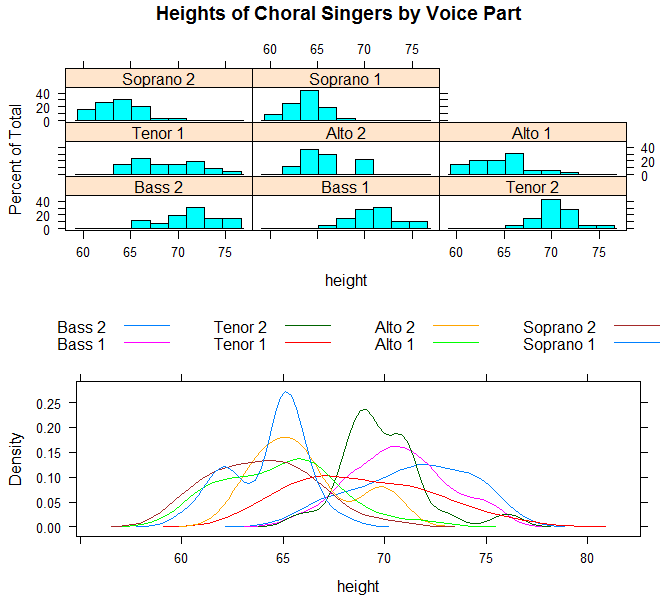 Heights of Choral Singers by Voice Part
60 65 70 75
Soprano 2 Soprano 1
40
20
0
Tenor 1 Alto 2 Alto 1
40
20
0
Bass 2 Bass 1 Tenor 2
40
20
0
Percent of Total
60 65 70 75 60 65 70 75
height
Bass 2 Tenor 2 Alto 2 Soprano 2
Bass 1 Tenor 1 Alto 1 Soprano 1
0.25
0.20
0.15
0.10
0.05
0.00
Density
60 65 70 75 80
height